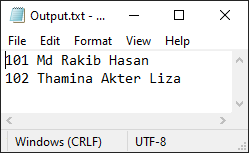 Output.txt - ...
File Edit Format View Help
101 Md Rakib Hasan
102 Thamina Akter Liza
Windows (CRLF) UTF-8